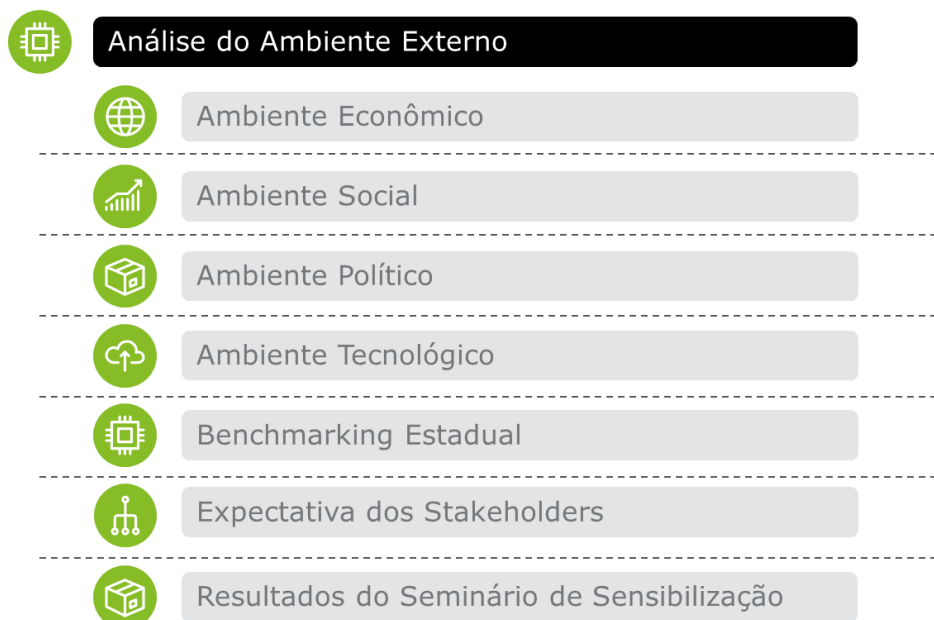 Análise do Ambiente Externo
Ambiente Econômico
Ambiente Social
Ambiente Político
Ambiente Tecnológico
Benchmarking Estadual
Expectativa dos Stakeholders
Resultados do Seminário de Sensibilização